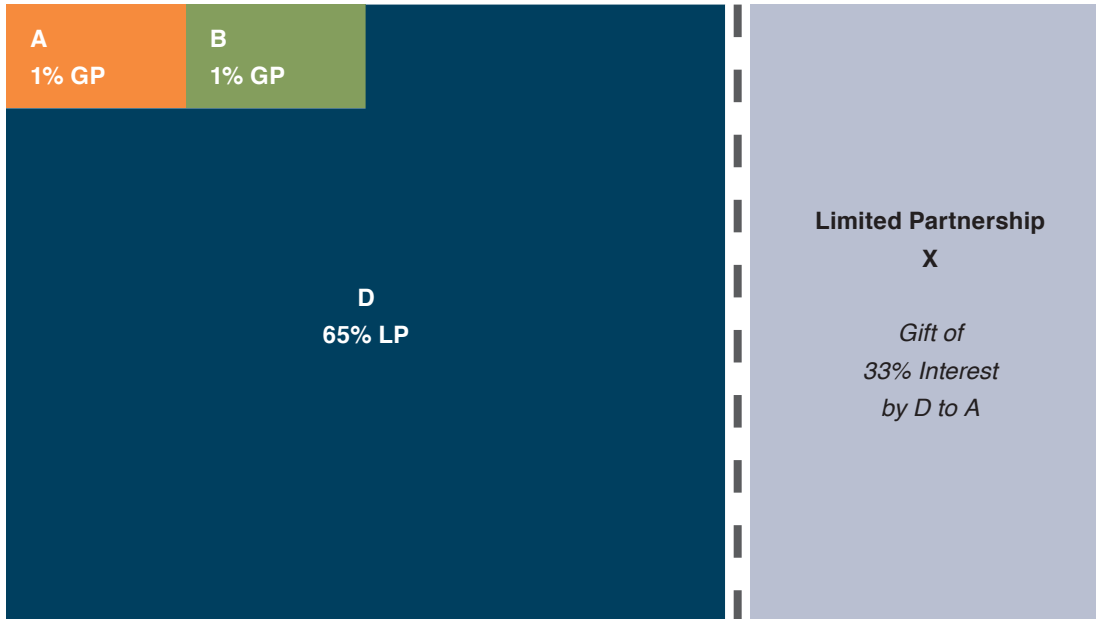 A
1% GP
B
1% GP
D
65% LP
Limited Partnership
X
Gift of
33% Interest
by D to A